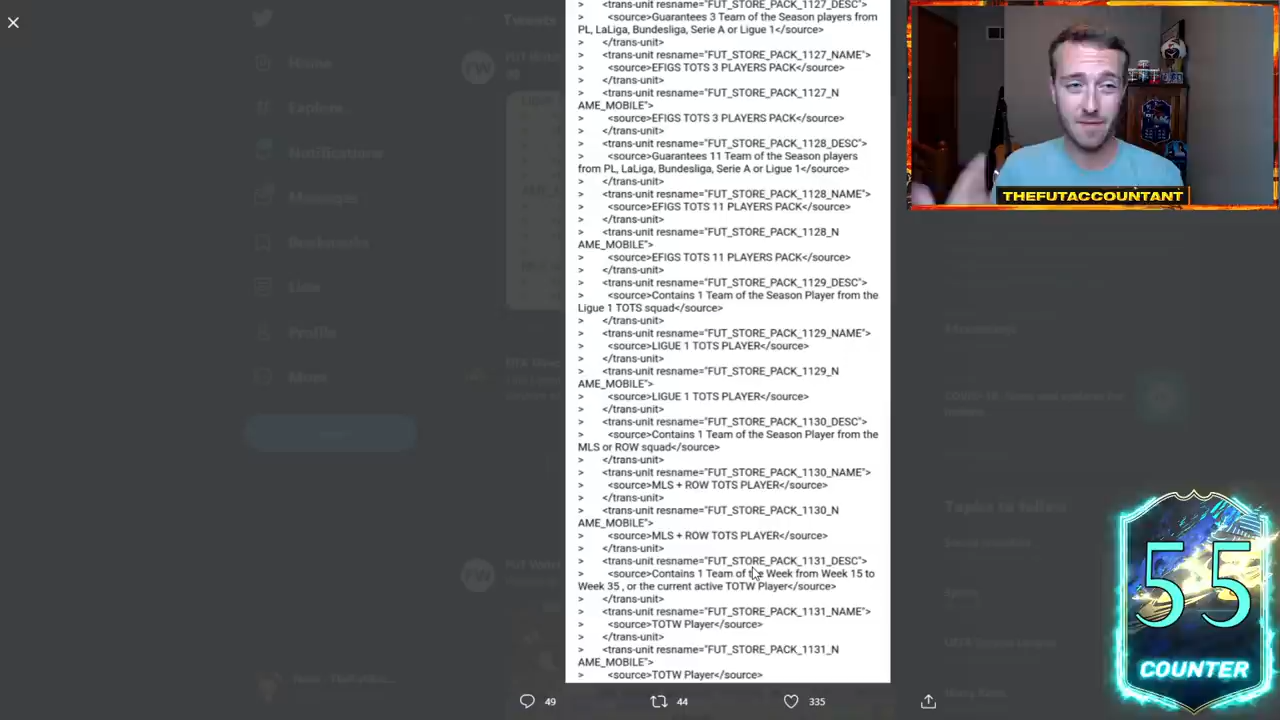 > <trans-unit resname="FUT_STORE_PACK_1127_DESC">
> <source>Guarantees 3 Team of the Season players from
PL, LaLiga, Bundesliga, Serie A or Ligue 1</source>
> </trans-unit>
> <trans-unit resname="FUT_STORE_PACK_1127_NAME">
> <source>EFIGS TOTS 3 PLAYERS PACK</source>
> </trans-unit>
> <trans-unit resname="FUT_STORE_PACK_1127_N
AME_MOBILE">
> <source>EFIGS TOTS 3 PLAYERS PACK</source>
> </trans-unit>
> <trans-unit resname="FUT_STORE_PACK_1128_DESC">
> <source>Guarantees 11 Team of the Season players
from PL, LaLiga, Bundesliga, Serie A or Ligue 1</source>
> </trans-unit>
> <trans-unit resname="FUT_STORE_PACK_1128_NAME">
> <source>EFIGS TOTS 11 PLAYERS PACK</source>
> </trans-unit>
> <trans-unit resname="FUT_STORE_PACK_1128_N
AME_MOBILE">
> <source>EFIGS TOTS 11 PLAYERS PACK</source>
> </trans-unit>
> <trans-unit resname="FUT_STORE_PACK_1129_DESC">
> <source>Contains 1 Team of the Season Player from the
Ligue 1 TOTS squad</source>
> </trans-unit>
> <trans-unit resname="FUT_STORE_PACK_1129_NAME">
> <source>LIGUE 1 TOTS PLAYER</source>
> </trans-unit>
> <trans-unit resname="FUT_STORE_PACK_1129_N
AME_MOBILE">
> <source>LIGUE 1 TOTS PLAYER</source>
> </trans-unit>
> <trans-unit resname="FUT_STORE_PACK_1130_DESC">
> <source>Contains 1 Team of the Season Player from the
MLS or ROW squad</source>
> </trans-unit>
> <trans-unit resname="FUT_STORE_PACK_1130_NAME">
> <source>MLS + ROW TOTS PLAYER</source>
> </trans-unit>
> <trans-unit resname="FUT_STORE_PACK_1130_N
AME_MOBILE">
> <source>MLS + ROW TOTS PLAYER</source>
> </trans-unit>
> <trans-unit resname="FUT_STORE_PACK_1131_DESC">
> <source>Contains 1 Team of the Week from Week 15 to
Week 35 , or the current active TOTW Player</source>
> </trans-unit>
> <trans-unit resname="FUT_STORE_PACK_1131_NAME">
> <source>TOTW Player</source>
> </trans-unit>
> <trans-unit resname="FUT_STORE_PACK_1131_N
AME_MOBILE">
> <source>TOTW Player</source>
49 44 335
Tweets
Home
Explore
Notifications
Bookmarks
Lists
Profile
More
THEFUTACCOUNTANT
Topics to follow
55
COUNTER